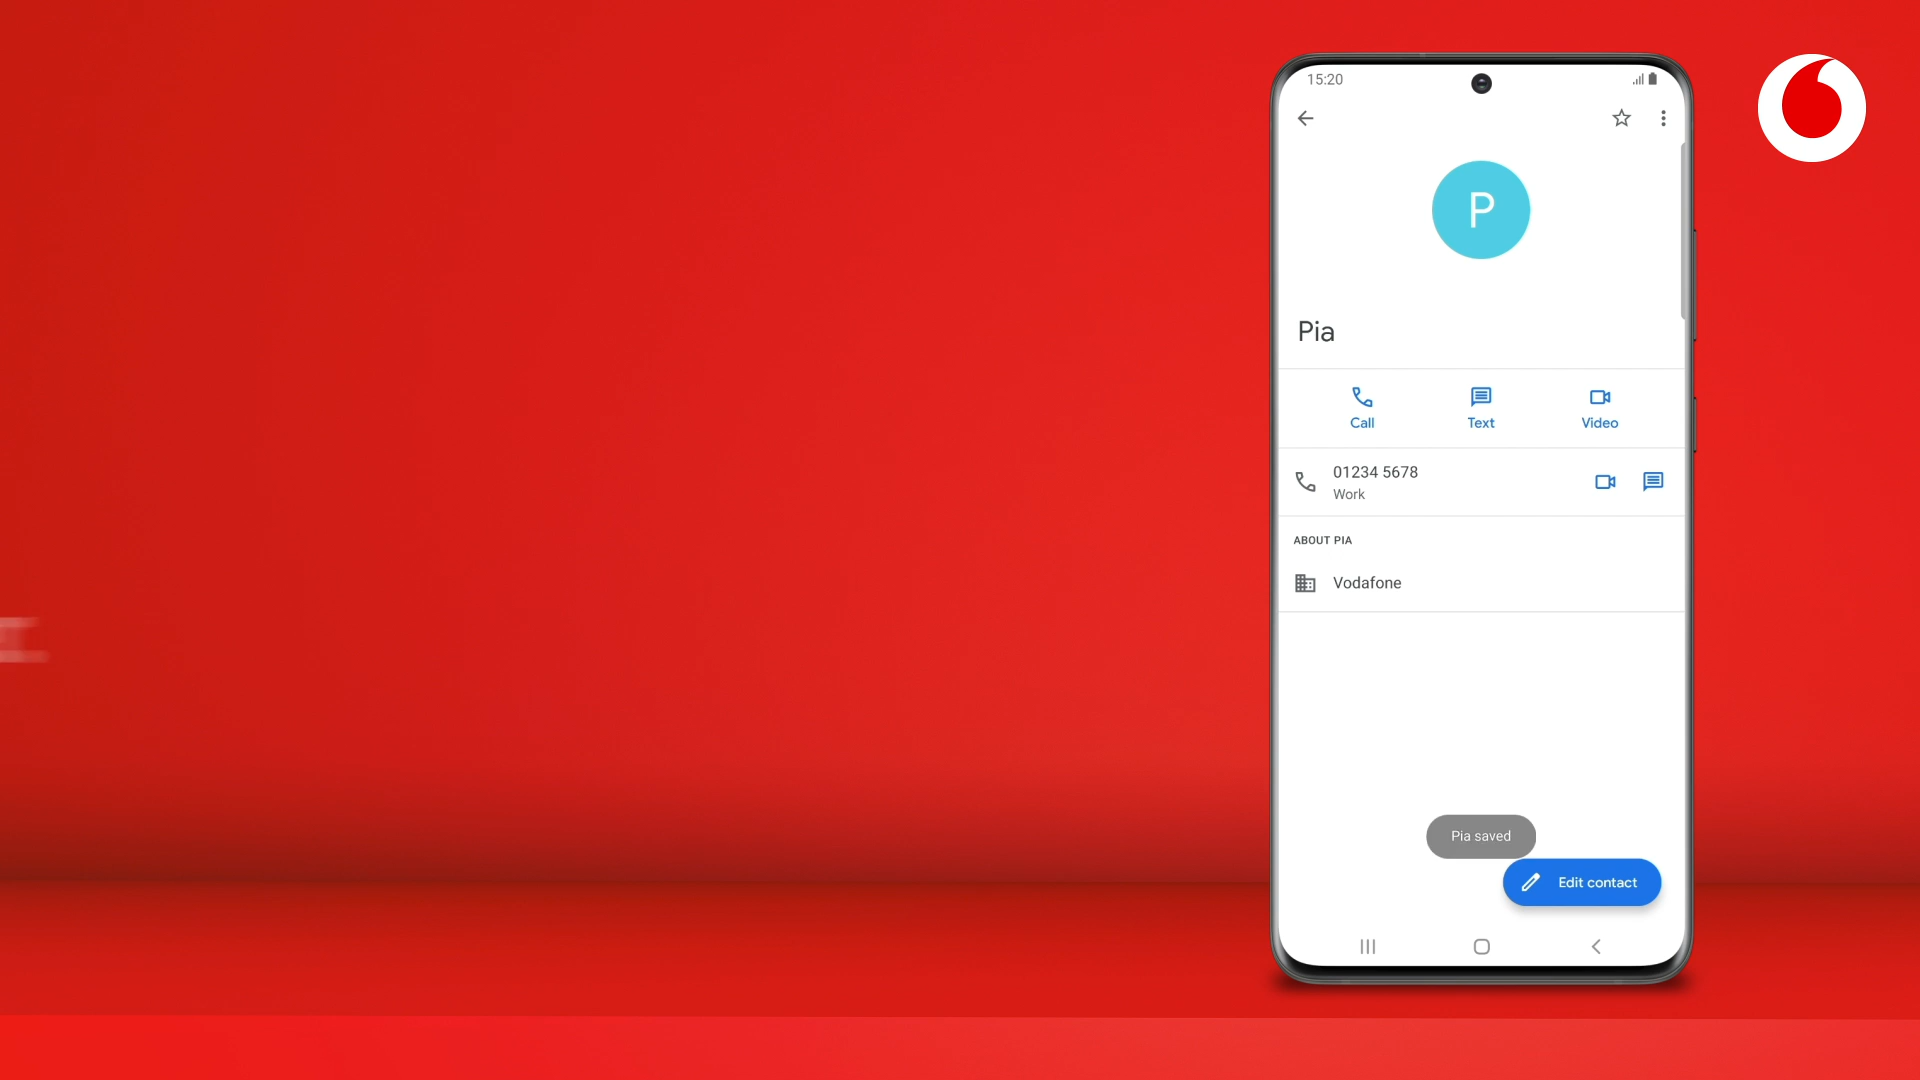 15:20
P
Pia
Call
Text
Video
01234 5678
Work
ABOUT PIA
Vodafone
Pia saved
Edit contact